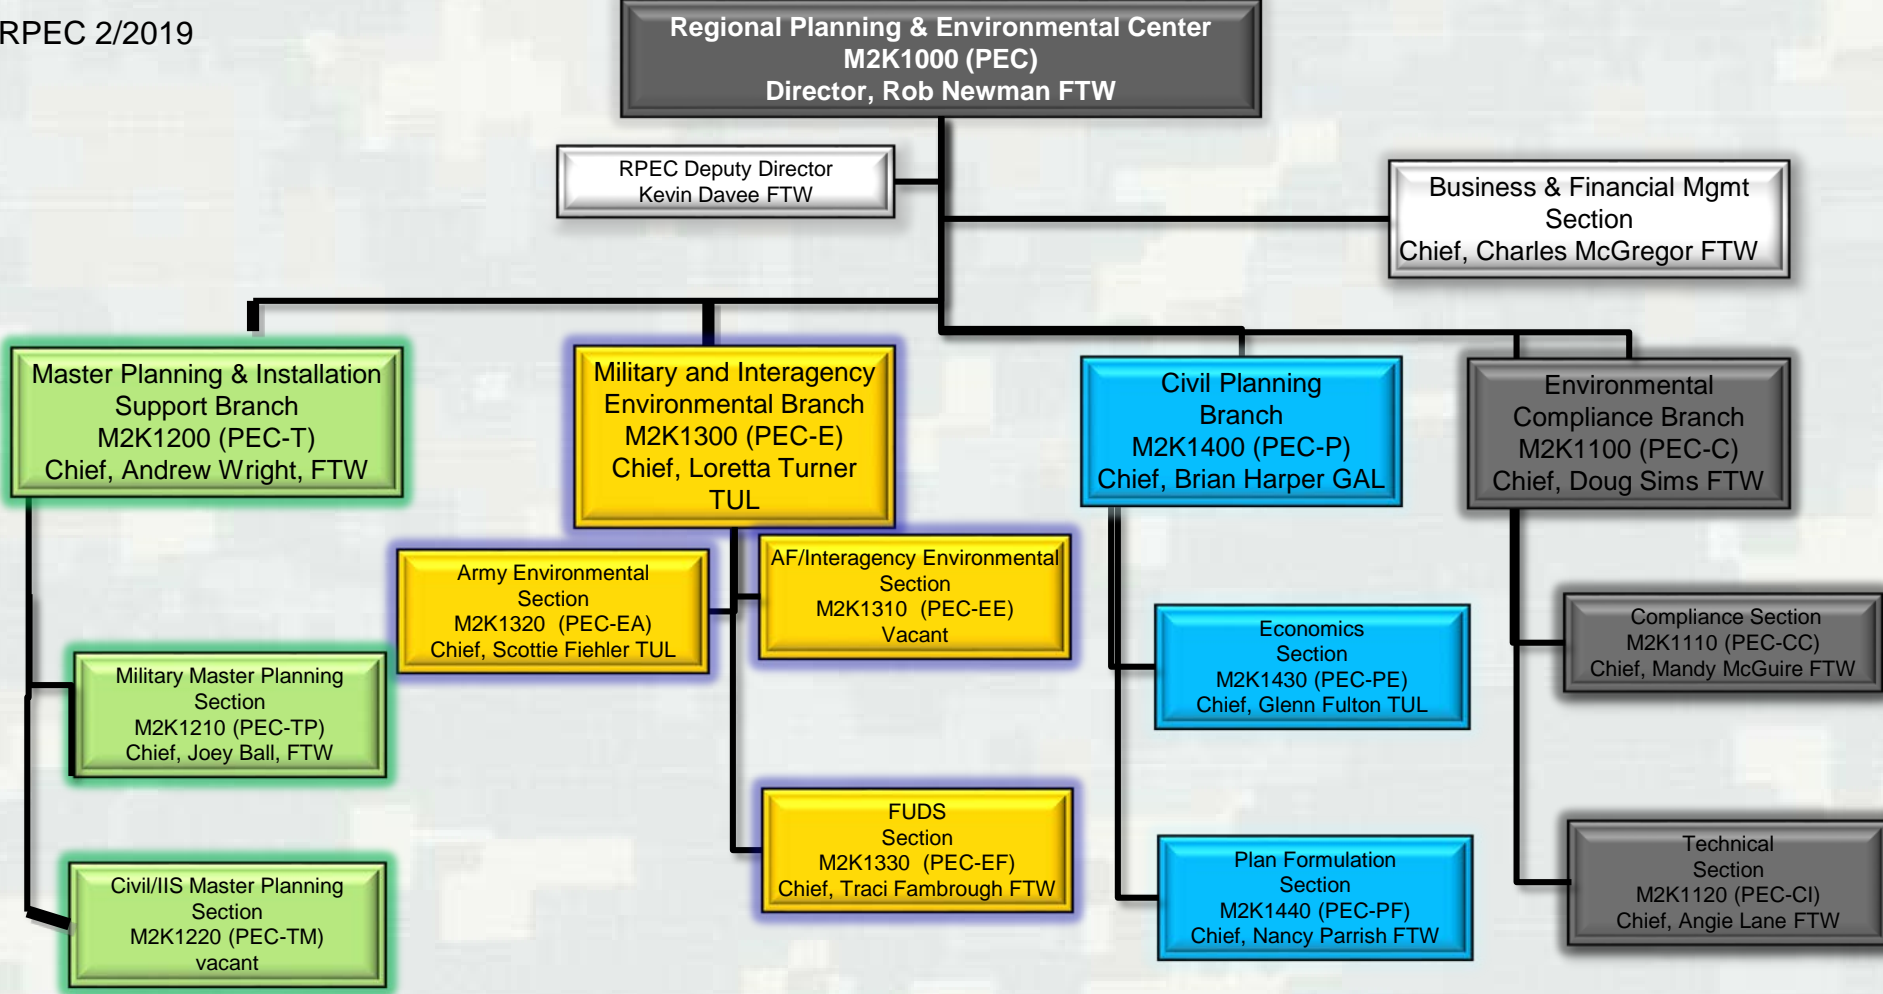 RPEC 2/2019
Regional Planning & Environmental Center
M2K1000 (PEC)
Director, Rob Newman FTW
RPEC Deputy Director
Kevin Davee FTW
Business & Financial Mgmt
Section
Chief, Charles McGregor FTW
Master Planning & Installation
Support Branch
M2K1200 (PEC-T)
Chief, Andrew Wright, FTW
Military and Interagency
Environmental Branch
M2K1300 (PEC-E)
Chief, Loretta Turner
TUL
Civil Planning
Branch
M2K1400 (PEC-P)
Chief, Brian Harper GAL
Environmental
Compliance Branch
M2K1100 (PEC-C)
Chief, Doug Sims FTW
Army Environmental
Section
M2K1320 (PEC-EA)
Chief, Scottie Fiehler TUL
AF/Interagency Environmental
Section
M2K1310 (PEC-EE)
Vacant
Economics
Section
M2K1430 (PEC-PE)
Chief, Glenn Fulton TUL
Compliance Section
M2K1110 (PEC-CC)
Chief, Mandy McGuire FTW
Military Master Planning
Section
M2K1210 (PEC-TP)
Chief, Joey Ball, FTW
FUDS
Section
M2K1330 (PEC-EF)
Chief, Traci Fambrough FTW
Plan Formulation
Section
M2K1440 (PEC-PF)
Chief, Nancy Parrish FTW
Technical
Section
M2K1120 (PEC-CI)
Chief, Angie Lane FTW
Civil/IIS Master Planning
Section
M2K1220 (PEC-TM)
vacant